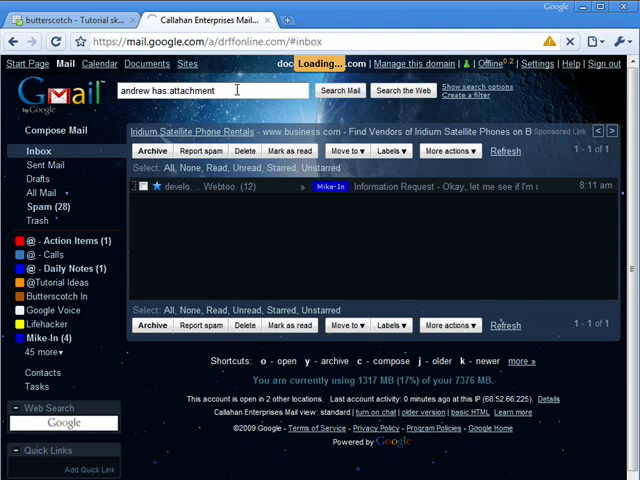 Google
butterscotch - Tutorial sk...
Callahan Enterprises Mail...
https://mail.google.com/a/drffonline.com/#inbox
Start Page Mail Calendar Documents Sites
doc
Loading...
.com | Manage this domain | Offline 0.2 | Settings | Help | Sign out
GMail
andrew has:attachment
Search Mail
Search the Web
Show search options
Create a filter
Compose Mail
Inbox
Sent Mail
Drafts
All Mail
Spam (28)
Trash
@ - Action Items (1)
@ - Calls
@ - Daily Notes (1)
@Tutorial Ideas
Butterscotch In
Google Voice
Lifehacker
Mike-In (4)
45 more▼
Contacts
Tasks
Web Search
Google
Quick Links
Add Quick Link
Iridium Satellite Phone Rentals - www.business.com - Find Vendors of Iridium Satellite Phones on B Sponsored Link < >
Archive Report spam Delete Mark as read Move to ▼ Labels ▼ More actions ▼ Refresh 1 - 1 of 1
Select: All, None, Read, Unread, Starred, Unstarred
develo. .. Webtoo. (12) » Mike-In Information Request - Okay, let me see if I'm u 8:11 am
Select: All, None, Read, Unread, Starred, Unstarred
Archive Report spam Delete Mark as read Move to ▼ Labels ▼ More actions ▼ Refresh 1 - 1 of 1
Shortcuts: o - open y - archive c - compose j - older k - newer more »
You are currently using 1317 MB (17%) of your 7376 MB.
This account is open in 2 other locations. Last account activity: 0 minutes ago at this IP (68.52.66.225). Details
Callahan Enterprises Mail view: standard | turn on chat | older version | basic HTML Learn more
©2009 Google - Terms of Service - Privacy Policy - Program Policies - Google Home
Powered by Google